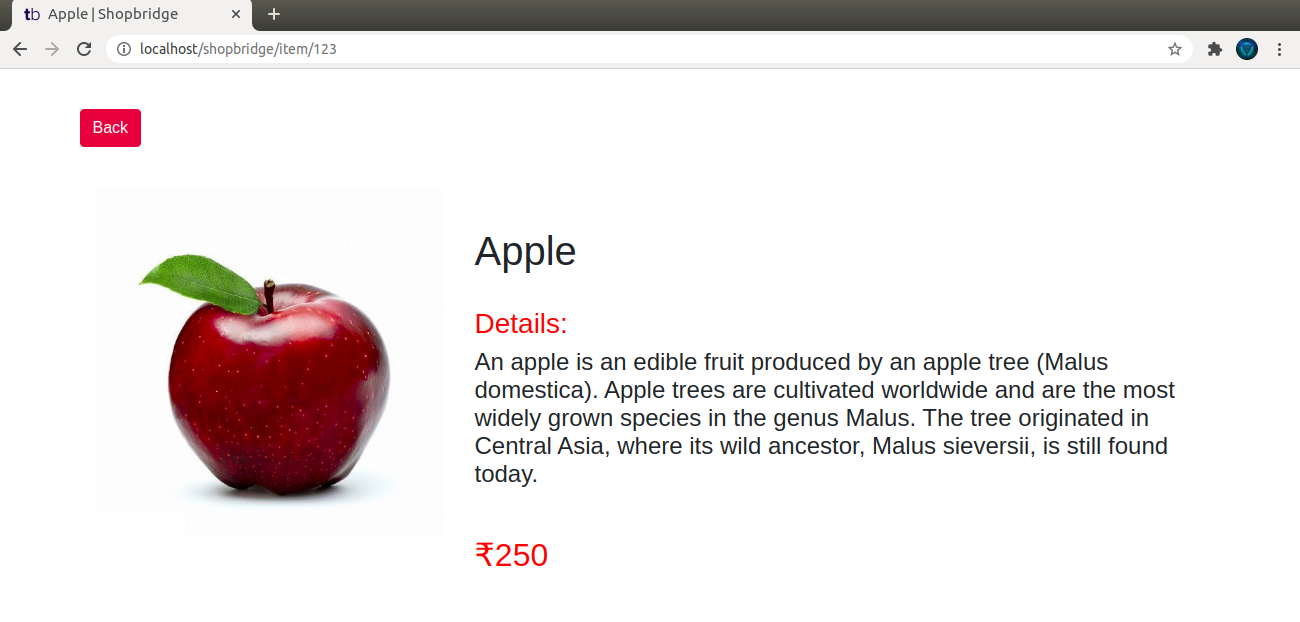 tb Apple | Shopbridge
localhost/shopbridge/item/123
Back
Apple
Details:
An apple is an edible fruit produced by an apple tree (Malus
domestica). Apple trees are cultivated worldwide and are the most
widely grown species in the genus Malus. The tree originated in
Central Asia, where its wild ancestor, Malus sieversii, is still found
today.
₹250